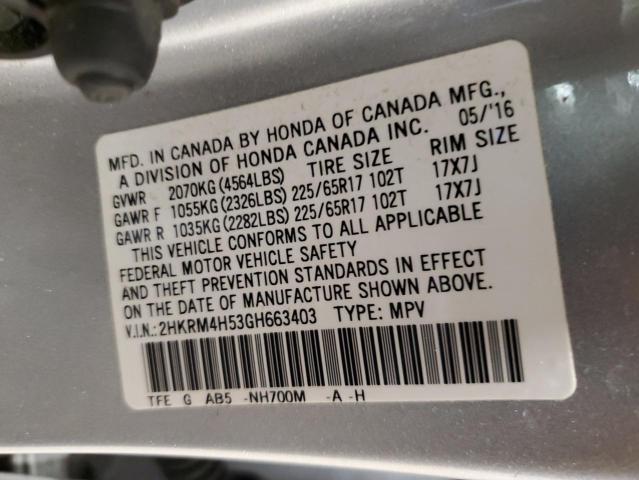 MFD. IN CANADA BY HONDA OF CANADA MFG.,
A DIVISION OF HONDA CANADA INC. 05/'16
GVWR 2070KG(4564LBS) TIRE SIZE RIM SIZE
GAWR F 1055KG(2326LBS) 225/65R17 102T 17X7J
GAWR R 1035KG(2282LBS) 225/65R17 102T 17X7J
THIS VEHICLE CONFORMS TO ALL APPLICABLE
FEDERAL MOTOR VEHICLE SAFETY
AND THEFT PREVENTION STANDARDS IN EFFECT
ON THE DATE OF MANUFACTURE SHOWN ABOVE.
V.I.N.:2HKRM4H53GH663403 TYPE: MPV
TFE G AB5 -NH700M -A -H